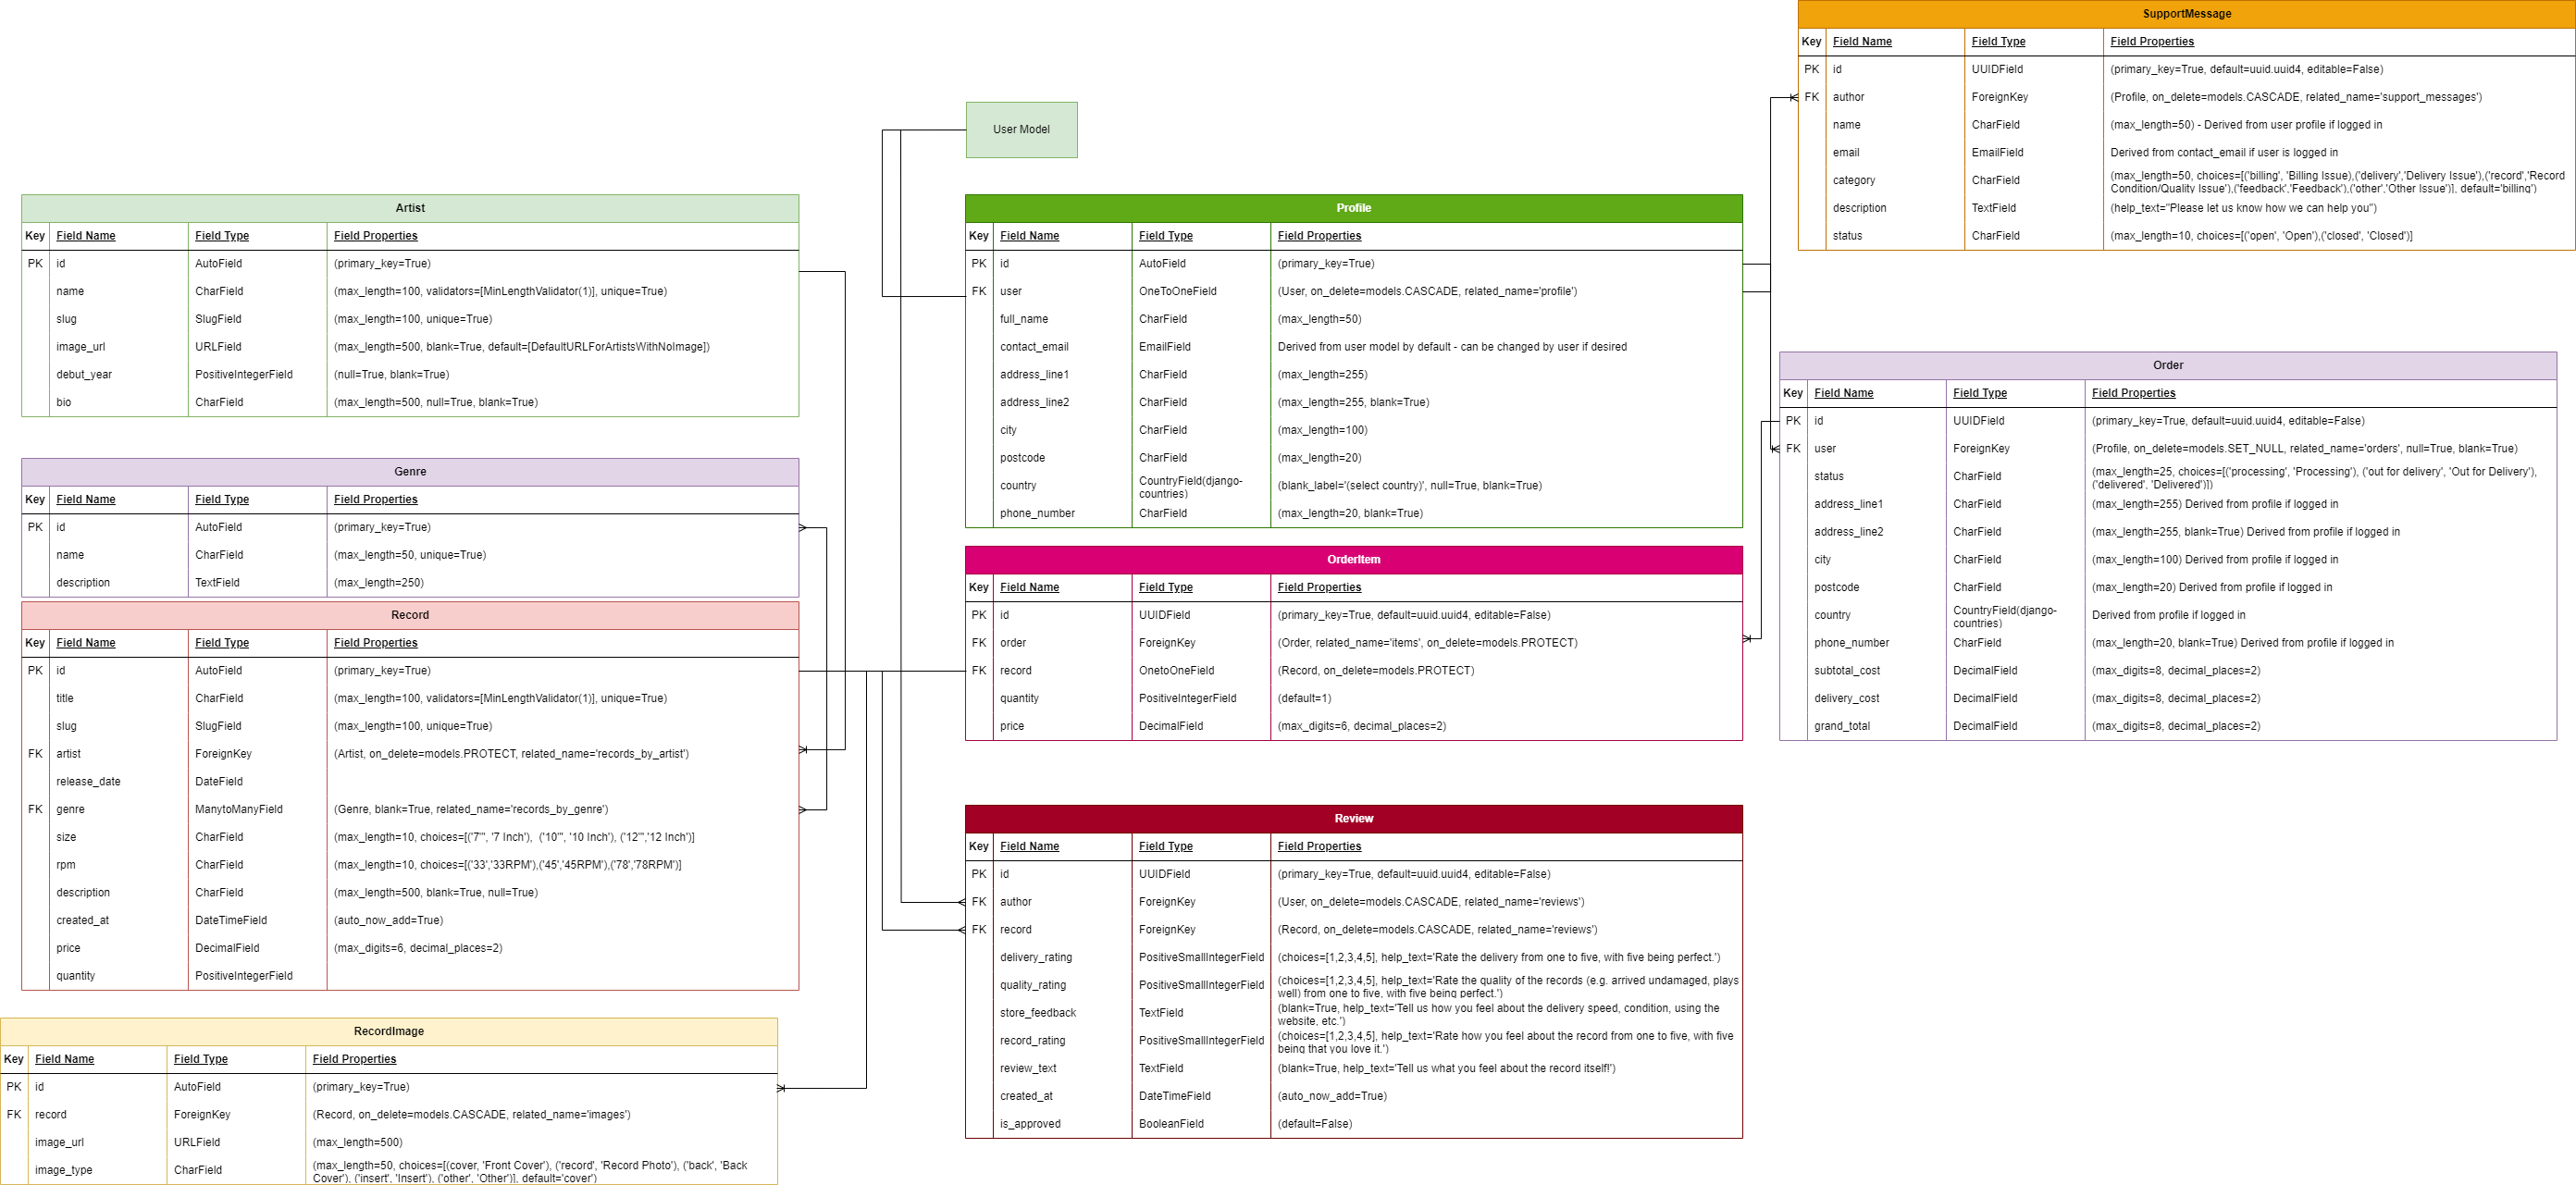 SupportMessage
Key Field Name Field Type Field Properties
PK id UUIDField (primary_key=True, default=uuid.uuid4, editable=False)
FK author ForeignKey (Profile, on_delete=models.CASCADE, related_name='support_messages')
name CharField (max_length=50) - Derived from user profile if logged in
email EmailField Derived from contact_email if user is logged in
category CharField (max_length=50, choices=[('billing', 'Billing Issue),('delivery','Delivery Issue'),('record','Record
Condition/Quality Issue'),('feedback','Feedback'),('other','Other Issue')], default='billing')
description TextField (help_text="Please let us know how we can help you")
status CharField (max_length=10, choices=[('open', 'Open'),('closed', 'Closed')]
User Model
Artist
Key Field Name Field Type Field Properties
PK id AutoField (primary_key=True)
name CharField (max_length=100, validators=[MinLengthValidator(1)], unique=True)
slug SlugField (max_length=100, unique=True)
image_url URLField (max_length=500, blank=True, default=[DefaultURLForArtistsWithNoImage])
debut_year PositiveIntegerField (null=True, blank=True)
bio CharField (max_length=500, null=True, blank=True)
Profile
Key Field Name Field Type Field Properties
PK id AutoField (primary_key=True)
FK user OneToOneField (User, on_delete=models.CASCADE, related_name='profile')
full_name CharField (max_length=50)
contact_email EmailField Derived from user model by default - can be changed by user if desired
address_line1 CharField (max_length=255)
address_line2 CharField (max_length=255, blank=True)
city CharField (max_length=100)
postcode CharField (max_length=20)
country CountryField(django-
countries) (blank_label='(select country)', null=True, blank=True)
phone_number CharField (max_length=20, blank=True)
Order
Key Field Name Field Type Field Properties
PK id UUIDField (primary_key=True, default=uuid.uuid4, editable=False)
FK user ForeignKey (Profile, on_delete=models.SET_NULL, related_name='orders', null=True, blank=True)
status CharField (max_length=25, choices=[('processing', 'Processing'), ('out for delivery', 'Out for Delivery'),
('delivered', 'Delivered')])
address_line1 CharField (max_length=255) Derived from profile if logged in
address_line2 CharField (max_length=255, blank=True) Derived from profile if logged in
city CharField (max_length=100) Derived from profile if logged in
postcode CharField (max_length=20) Derived from profile if logged in
country CountryField(django-
countries) Derived from profile if logged in
phone_number CharField (max_length=20, blank=True) Derived from profile if logged in
subtotal_cost DecimalField (max_digits=8, decimal_places=2)
delivery_cost DecimalField (max_digits=8, decimal_places=2)
grand_total DecimalField (max_digits=8, decimal_places=2)
Genre
Key Field Name Field Type Field Properties
PK id AutoField (primary_key=True)
name CharField (max_length=50, unique=True)
description TextField (max_length=250)
OrderItem
Key Field Name Field Type Field Properties
PK id UUIDField (primary_key=True, default=uuid.uuid4, editable=False)
FK order ForeignKey (Order, related_name='items', on_delete=models.PROTECT)
FK record OnetoOneField (Record, on_delete=models.PROTECT)
quantity PositiveIntegerField (default=1)
price DecimalField (max_digits=6, decimal_places=2)
Record
Key Field Name Field Type Field Properties
PK id AutoField (primary_key=True)
title CharField (max_length=100, validators=[MinLengthValidator(1)], unique=True)
slug SlugField (max_length=100, unique=True)
FK artist ForeignKey (Artist, on_delete=models.PROTECT, related_name='records_by_artist')
release_date DateField
FK genre ManytoManyField (Genre, blank=True, related_name='records_by_genre')
size CharField (max_length=10, choices=[('7"', '7 Inch'), ('10"', '10 Inch'), ('12"','12 Inch')]
rpm CharField (max_length=10, choices=[('33','33RPM'),('45','45RPM'),('78','78RPM')]
description CharField (max_length=500, blank=True, null=True)
created_at DateTimeField (auto_now_add=True)
price DecimalField (max_digits=6, decimal_places=2)
quantity PositiveIntegerField
Review
Key Field Name Field Type Field Properties
PK id UUIDField (primary_key=True, default=uuid.uuid4, editable=False)
FK author ForeignKey (User, on_delete=models.CASCADE, related_name='reviews')
FK record ForeignKey (Record, on_delete=models.CASCADE, related_name='reviews')
delivery_rating PositiveSmallIntegerField (choices=[1,2,3,4,5], help_text='Rate the delivery from one to five, with five being perfect.')
quality_rating PositiveSmallIntegerField (choices=[1,2,3,4,5], help_text='Rate the quality of the records (e.g. arrived undamaged, plays
well) from one to five, with five being perfect.')
store_feedback TextField (blank=True, help_text='Tell us how you feel about the delivery speed, condition, using the
website, etc.')
record_rating PositiveSmallIntegerField (choices=[1,2,3,4,5], help_text='Rate how you feel about the record from one to five, with five
being that you love it.')
review_text TextField (blank=True, help_text='Tell us what you feel about the record itself!')
created_at DateTimeField (auto_now_add=True)
is_approved BooleanField (default=False)
RecordImage
Key Field Name Field Type Field Properties
PK id AutoField (primary_key=True)
FK record ForeignKey (Record, on_delete=models.CASCADE, related_name='images')
image_url URLField (max_length=500)
image_type CharField (max_length=50, choices=[(cover, 'Front Cover'), ('record', 'Record Photo'), ('back', 'Back
Cover'), ('insert', 'Insert'), ('other', 'Other')], default='cover')